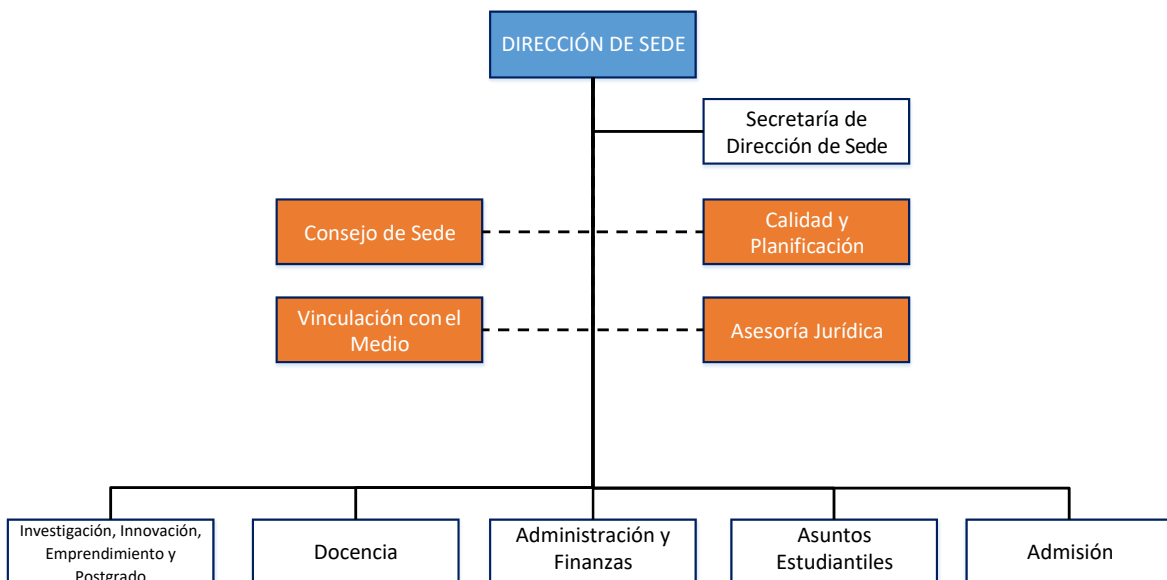 DIRECCIÓN DE SEDE
Secretaría de
Dirección de Sede
Consejo de Sede
Calidad y
Planificación
Vinculación con el
Medio
Asesoría Jurídica
Investigación, Innovación,
Emprendimiento y
Postgrado
Docencia
Administración y
Finanzas
Asuntos
Estudiantiles
Admisión